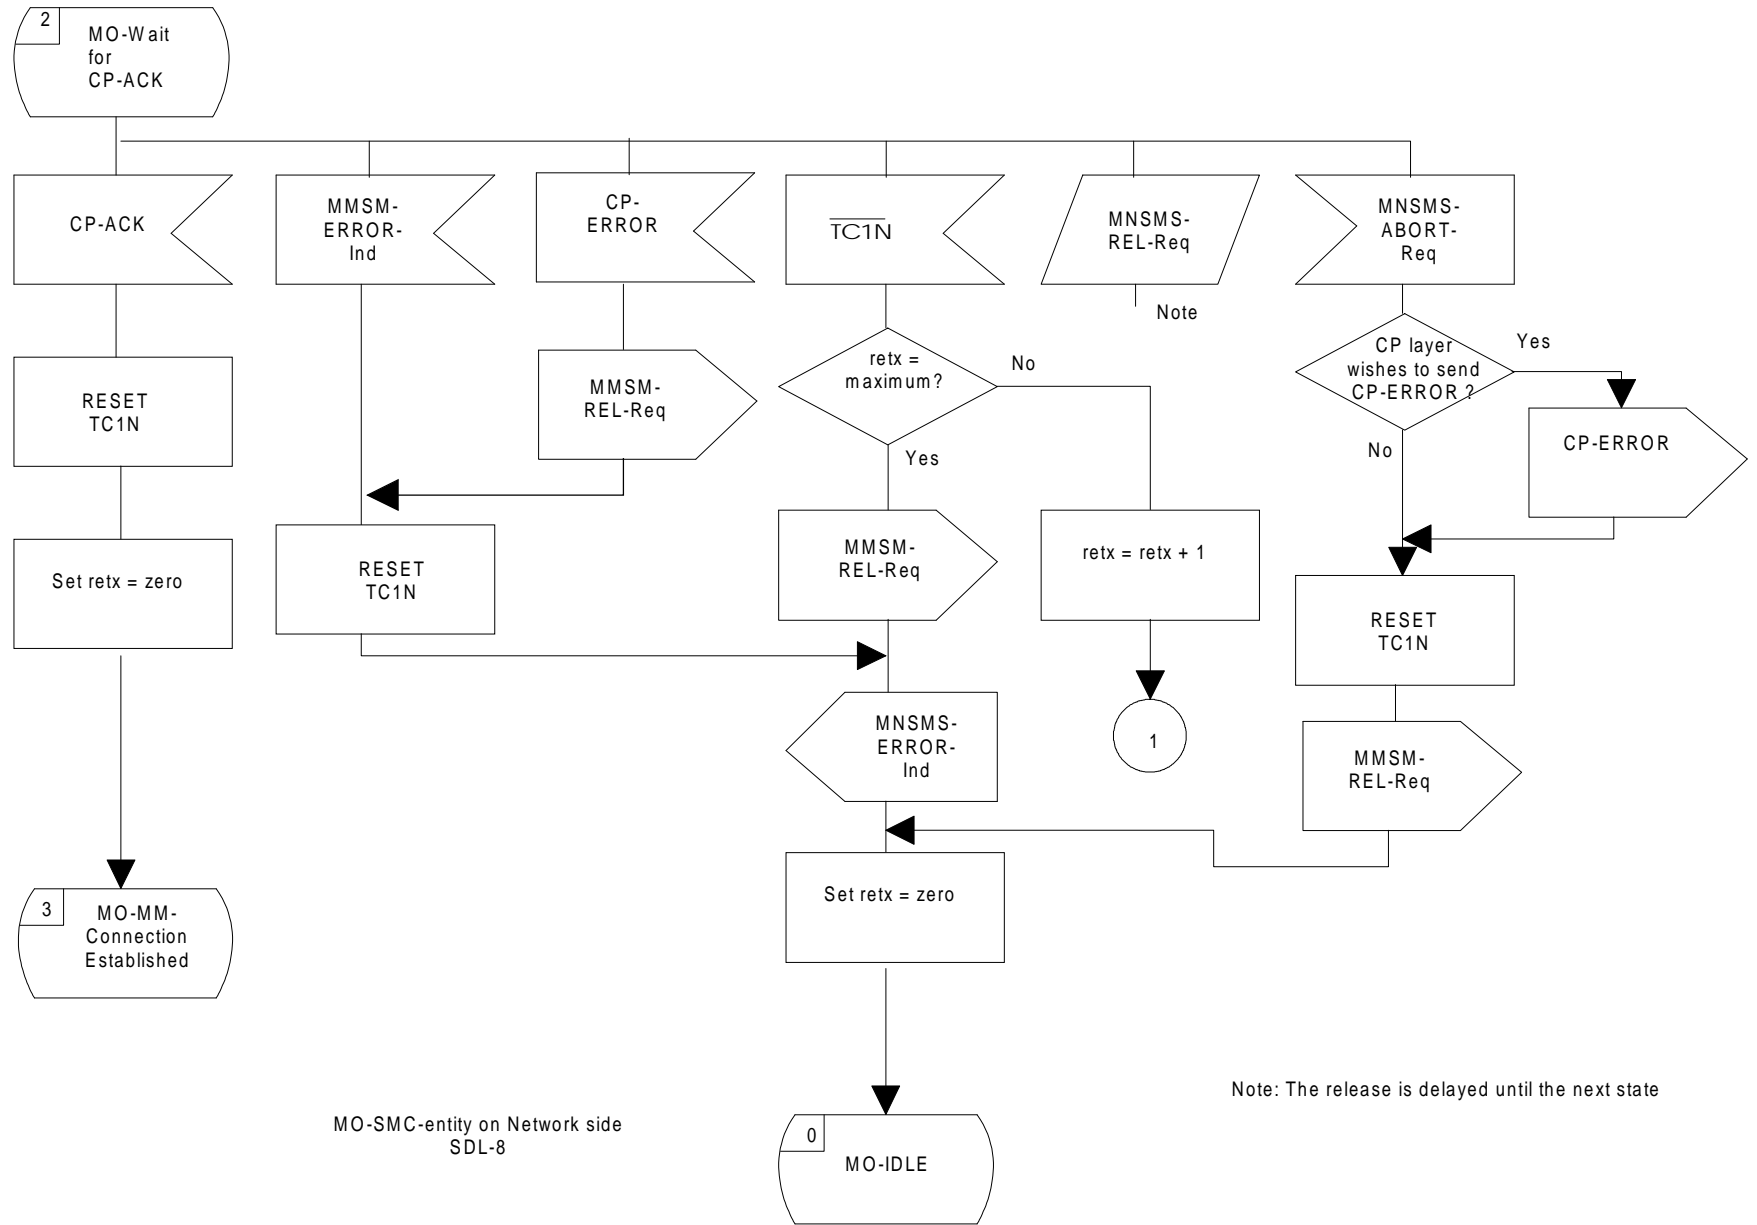 2
MO-Wait
for
CP-ACK
CP-ACK
MMSM-
ERROR-
Ind
CP-
ERROR
TC1N
MNSMS-
REL-Req
Note
MNSMS-
ABORT-
Req
RESET
TC1N
MMSM-
REL-Req
retx =
maximum?
No
Yes
CP layer
wishes to send
CP-ERROR ?
Yes
No
CP-ERROR
Set retx = zero
RESET
TC1N
MMSM-
REL-Req
retx = retx + 1
RESET
TC1N
MNSMS-
ERROR-
Ind
1
MMSM-
REL-Req
3
MO-MM-
Connection
Established
Set retx = zero
Note: The release is delayed until the next state
MO-SMC-entity on Network side
SDL-8
0
MO-IDLE